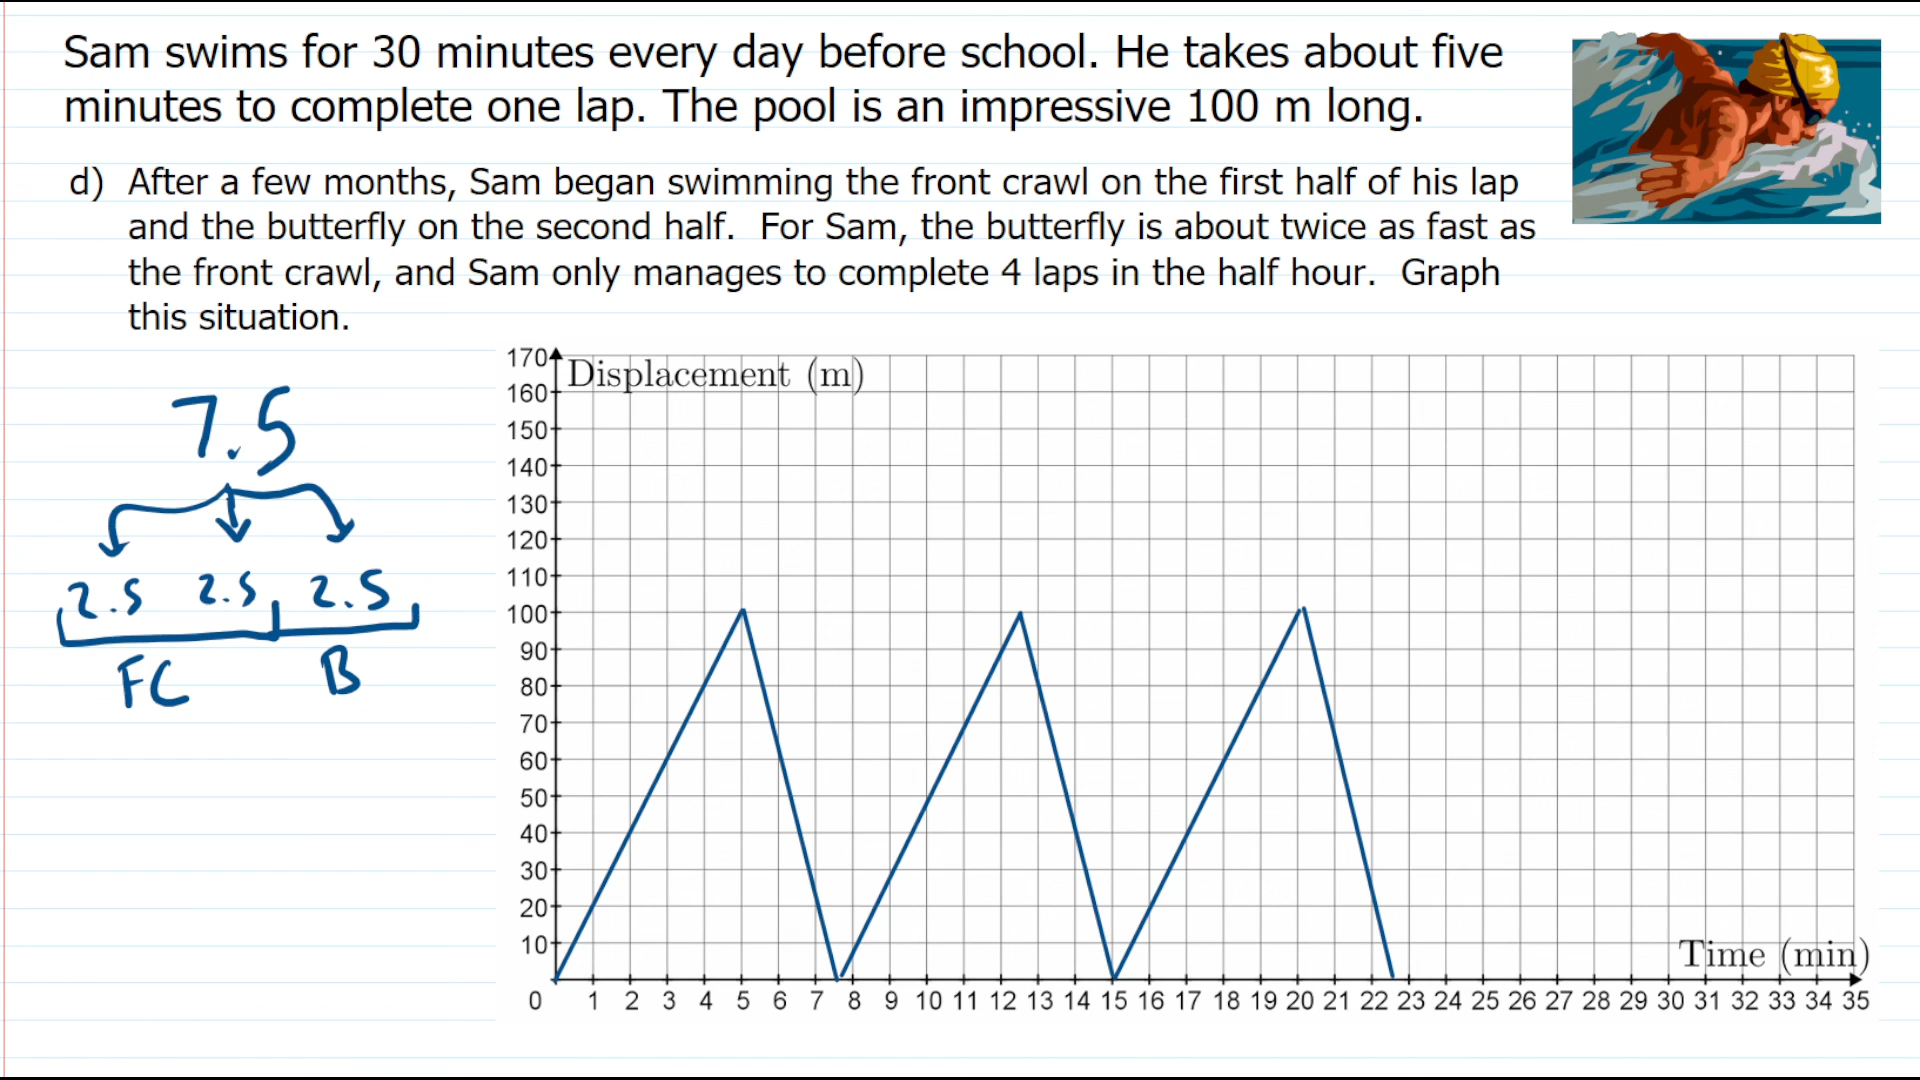 Sam swims for 30 minutes every day before school. He takes about five
minutes to complete one lap. The pool is an impressive 100 m long.
3
d) After a few months, Sam began swimming the front crawl on the first half of his lap
and the butterfly on the second half. For Sam, the butterfly is about twice as fast as
the front crawl, and Sam only manages to complete 4 laps in the half hour. Graph
this situation.
7.5
2.5 2.5 2.5
FC B
Displacement (m)
170
160
150
140
130
120
110
100
90
80
70
60
50
40
30
20
10
Time (min)
0 1 2 3 4 5 6 7 8 9 10 11 12 13 14 15 16 17 18 19 20 21 22 23 24 25 26 27 28 29 30 31 32 33 34 35